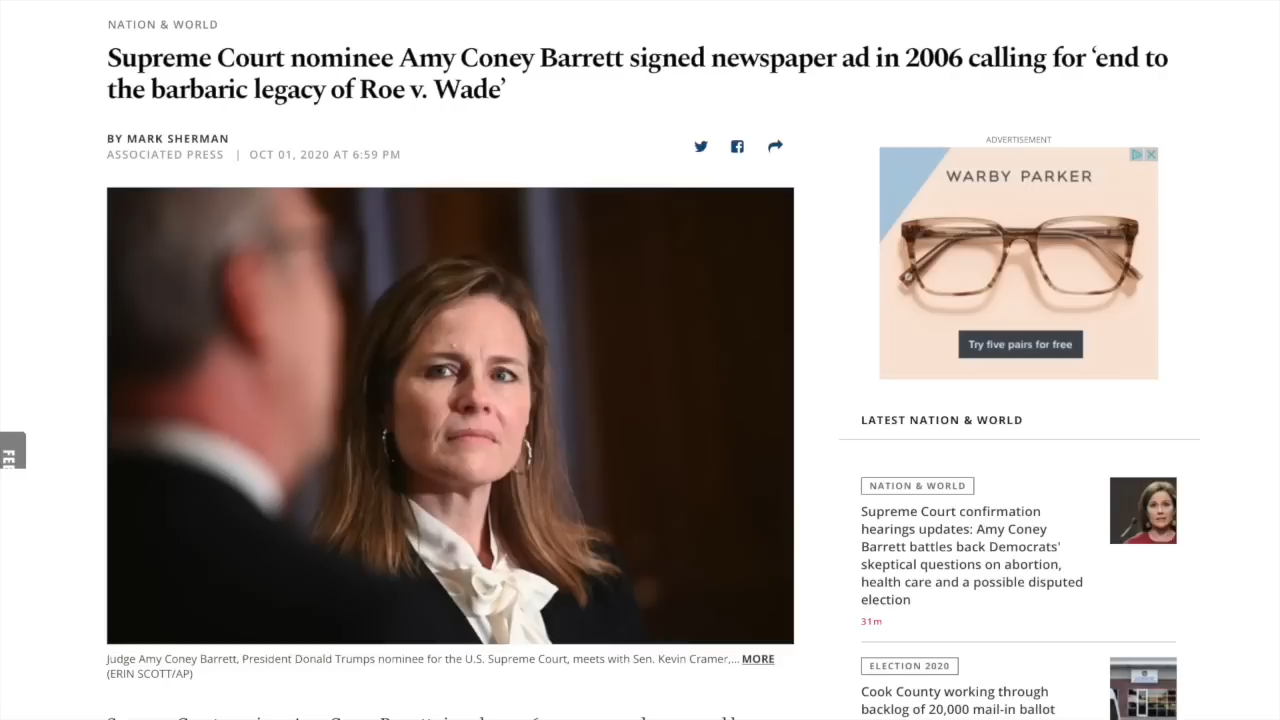 NATION & WORLD
Supreme Court nominee Amy Coney Barrett signed newspaper ad in 2006 calling for ‘end to
the barbaric legacy of Roe v. Wade’
BY MARK SHERMAN
ASSOCIATED PRESS | OCT 01, 2020 AT 6:59 PM
Judge Amy Coney Barrett, President Donald Trumps nominee for the U.S. Supreme Court, meets with Sen. Kevin Cramer,... MORE
(ERIN SCOTT/AP)
ADVERTISEMENT
WARBY PARKER
Try five pairs for free
LATEST NATION & WORLD
NATION & WORLD
Supreme Court confirmation
hearings updates: Amy Coney
Barrett battles back Democrats'
skeptical questions on abortion,
health care and a possible disputed
election
31m
ELECTION 2020
Cook County working through
backlog of 20,000 mail-in ballot